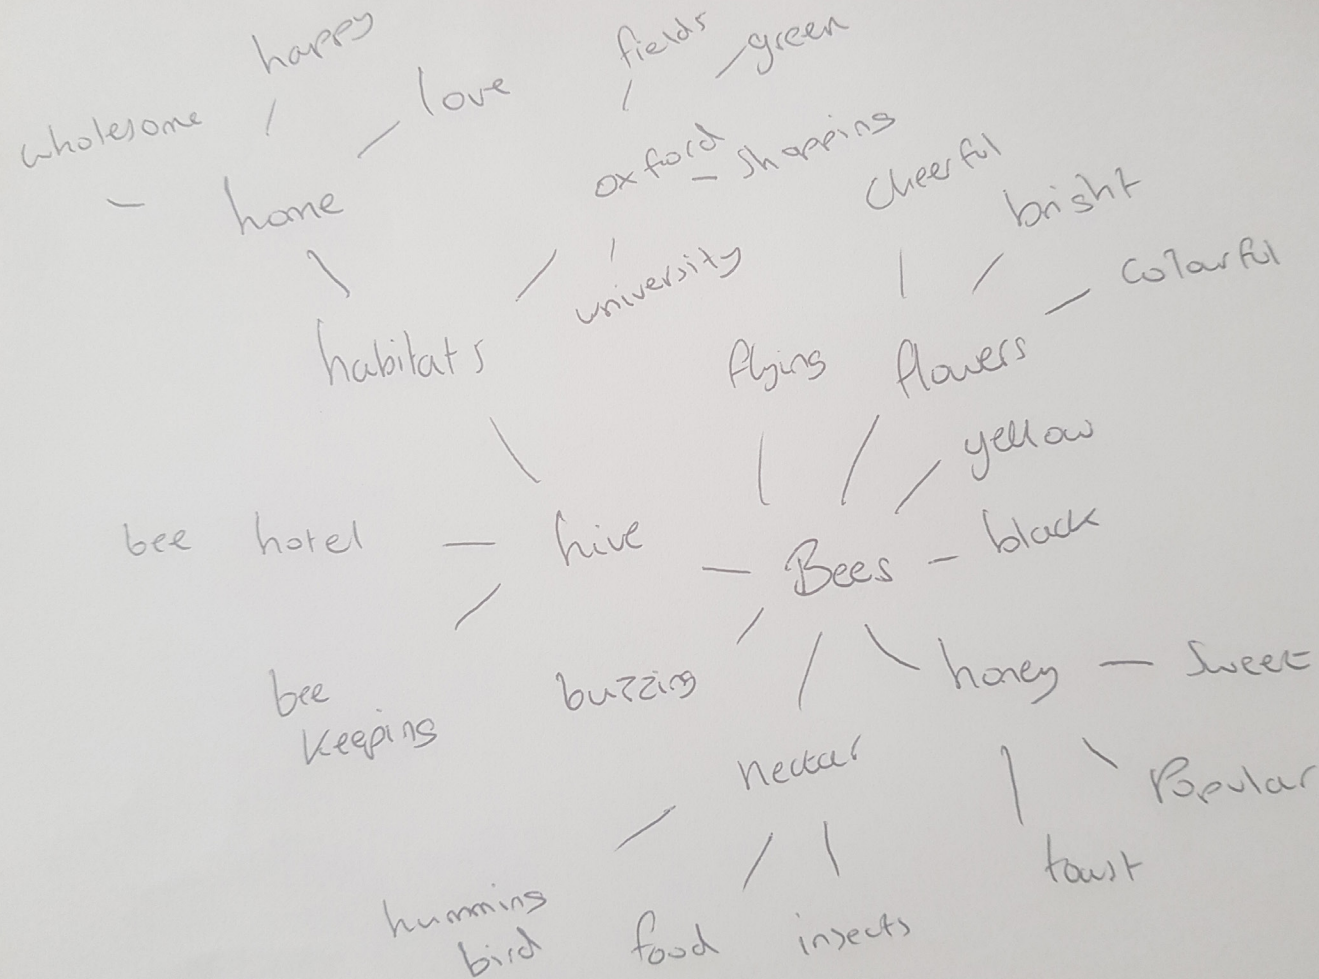 happy
fields
green
wholesome
love
oxford
shopping
home
cheerful
bright
university
colourful
habitats
flying
flowers
yellow
bee hotel
hive
Bees
black
honey
sweet
bee
keeping
buzzing
nectar
popular
toast
humming
bird
food
insects